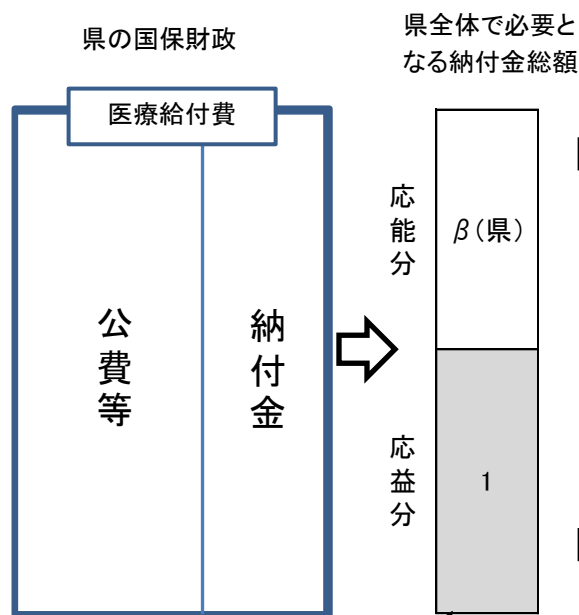 県の国保財政
県全体で必要と
なる納付金総額
医療給付費
公費等
納付金
応能分
β(県)
応益分
1